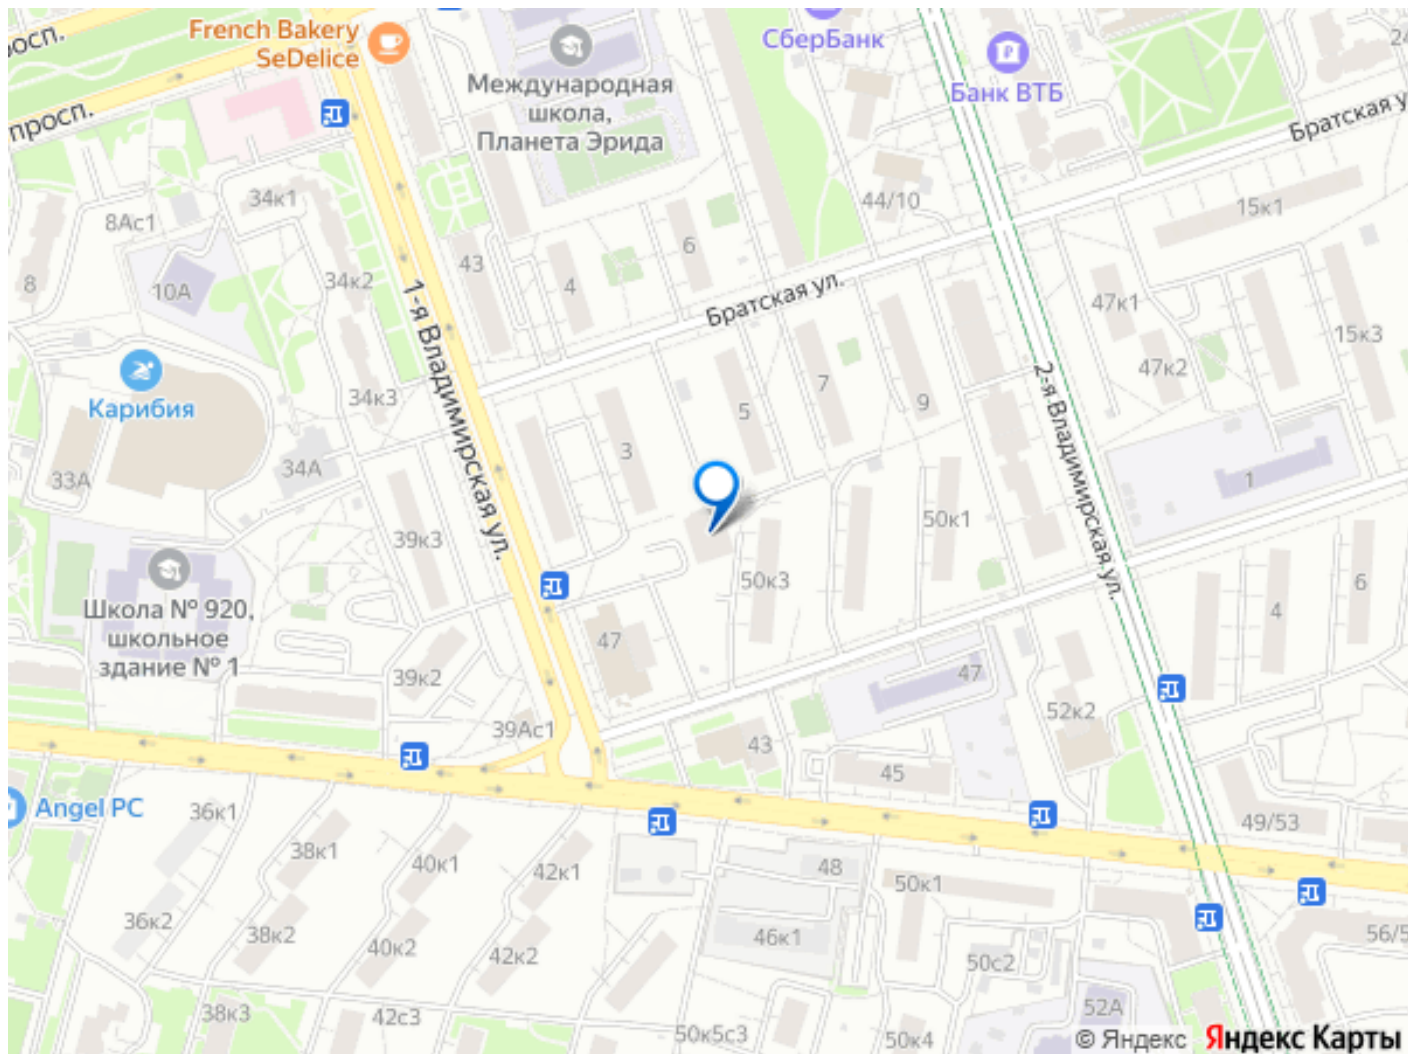 росп.
French Bakery
SeDelice
Международная
школа,
Планета Эрида
СберБанк
Банк ВТБ
24
Братская у
просп.
34к1
8Ас1
44/10
15к1
6
43
8
10А
34к2
4
Братская ул.
47к1
15к3
1-я Владимирская ул.
47к2
2-я Владимирская ул.
7
34к3
9
5
Карибия
3
34А
33А
1
50к1
39к3
50к3
6
4
Школа № 920,
школьное
здание № 1
47
39к2
47
52к2
39Ас1
43
45
Angel PC
36к1
49/53
38к1
40к1
42к1
48
50к1
36к2
38к2
40к2
42к2
46к1
56/5
50с2
38к3
42с3
52А
50к5с3
50к4
© Яндекс Яндекс Карты